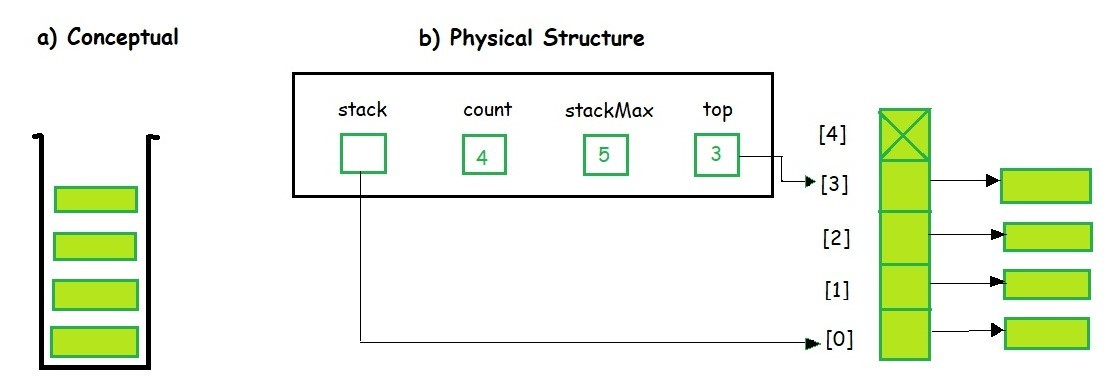 a) Conceptual
b) Physical Structure
stack count stackMax top
4 5 3
[4]
[3]
[2]
[1]
[0]